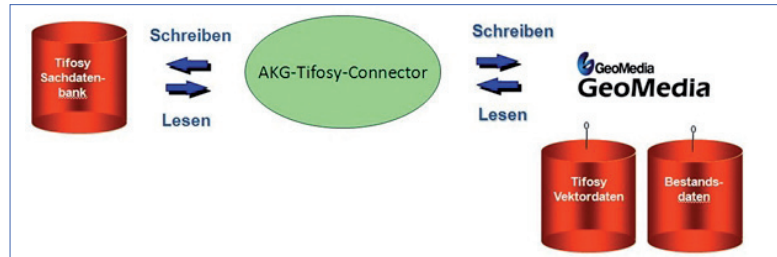 Tifosy
Sachdaten-
bank
Schreiben
Lesen
AKG-Tifosy-Connector
Schreiben
Lesen
GeoMedia
GeoMedia
Tifosy
Vektordaten
Bestands-
daten